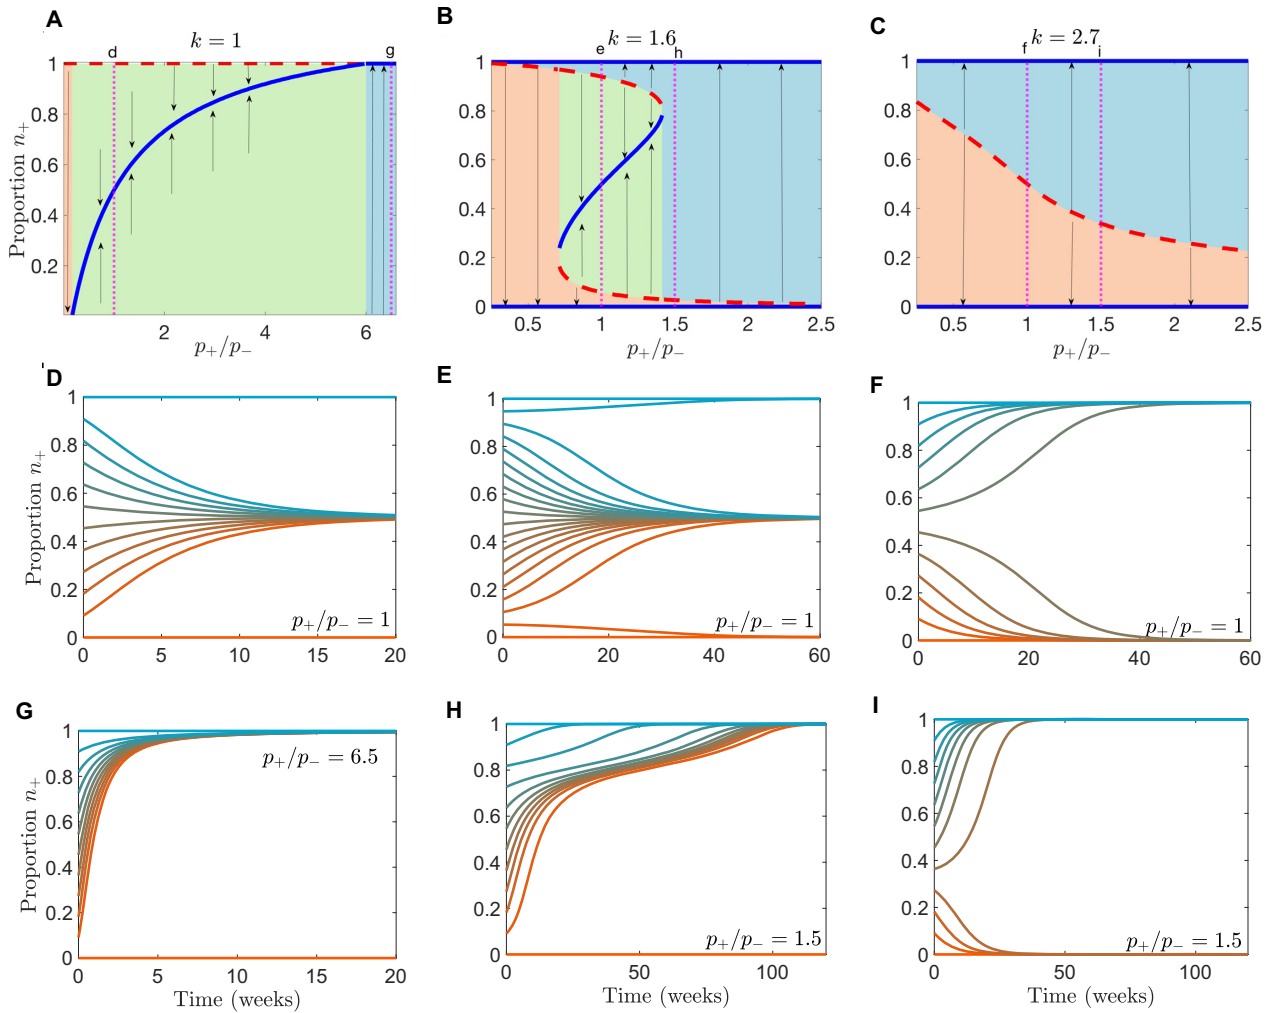 A
k = 1
B
k = 1.6
C
k = 2.7
d
g
e
h
f
i
Proportion n₊
1
0.8
0.6
0.4
0.2
2
4
6
p₊/p₋
1
0.8
0.6
0.4
0.2
0
0.5
1
1.5
2
2.5
p₊/p₋
1
0.8
0.6
0.4
0.2
0
0.5
1
1.5
2
2.5
p₊/p₋
D
Proportion n₊
1
0.8
0.6
0.4
0.2
0
p₊/p₋ = 1
0
5
10
15
20
E
1
0.8
0.6
0.4
0.2
0
p₊/p₋ = 1
0
20
40
60
F
1
0.8
0.6
0.4
0.2
0
p₊/p₋ = 1
0
20
40
60
G
Proportion n₊
1
0.8
0.6
0.4
0.2
0
p₊/p₋ = 6.5
0
5
10
15
20
Time (weeks)
H
1
0.8
0.6
0.4
0.2
0
p₊/p₋ = 1.5
0
50
100
Time (weeks)
I
1
0.8
0.6
0.4
0.2
0
p₊/p₋ = 1.5
0
50
100
Time (weeks)